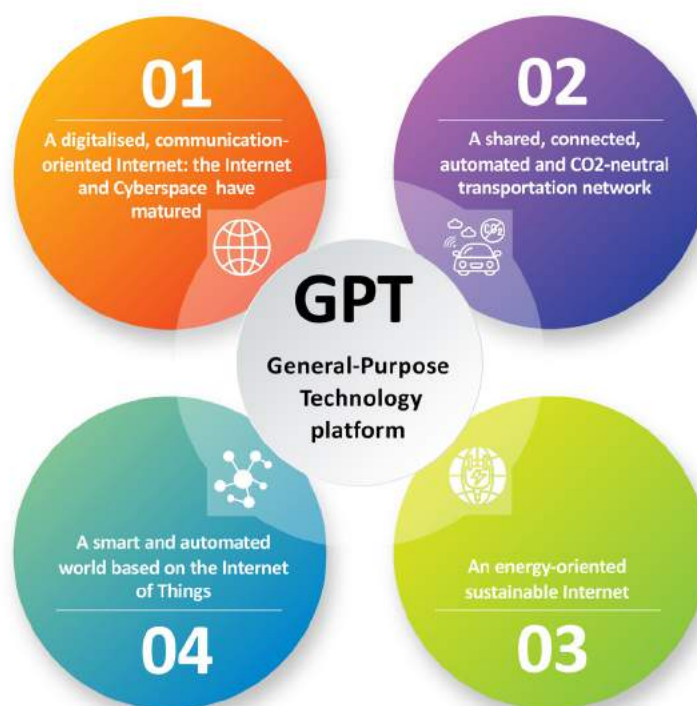 01
A digitalised, communication-
oriented Internet: the Internet
and Cyberspace have
matured
02
A shared, connected,
automated and CO2-neutral
transportation network
CO2
GPT
General-Purpose
Technology
platform
A smart and automated
world based on the Internet
of Things
04
An energy-oriented
sustainable Internet
03